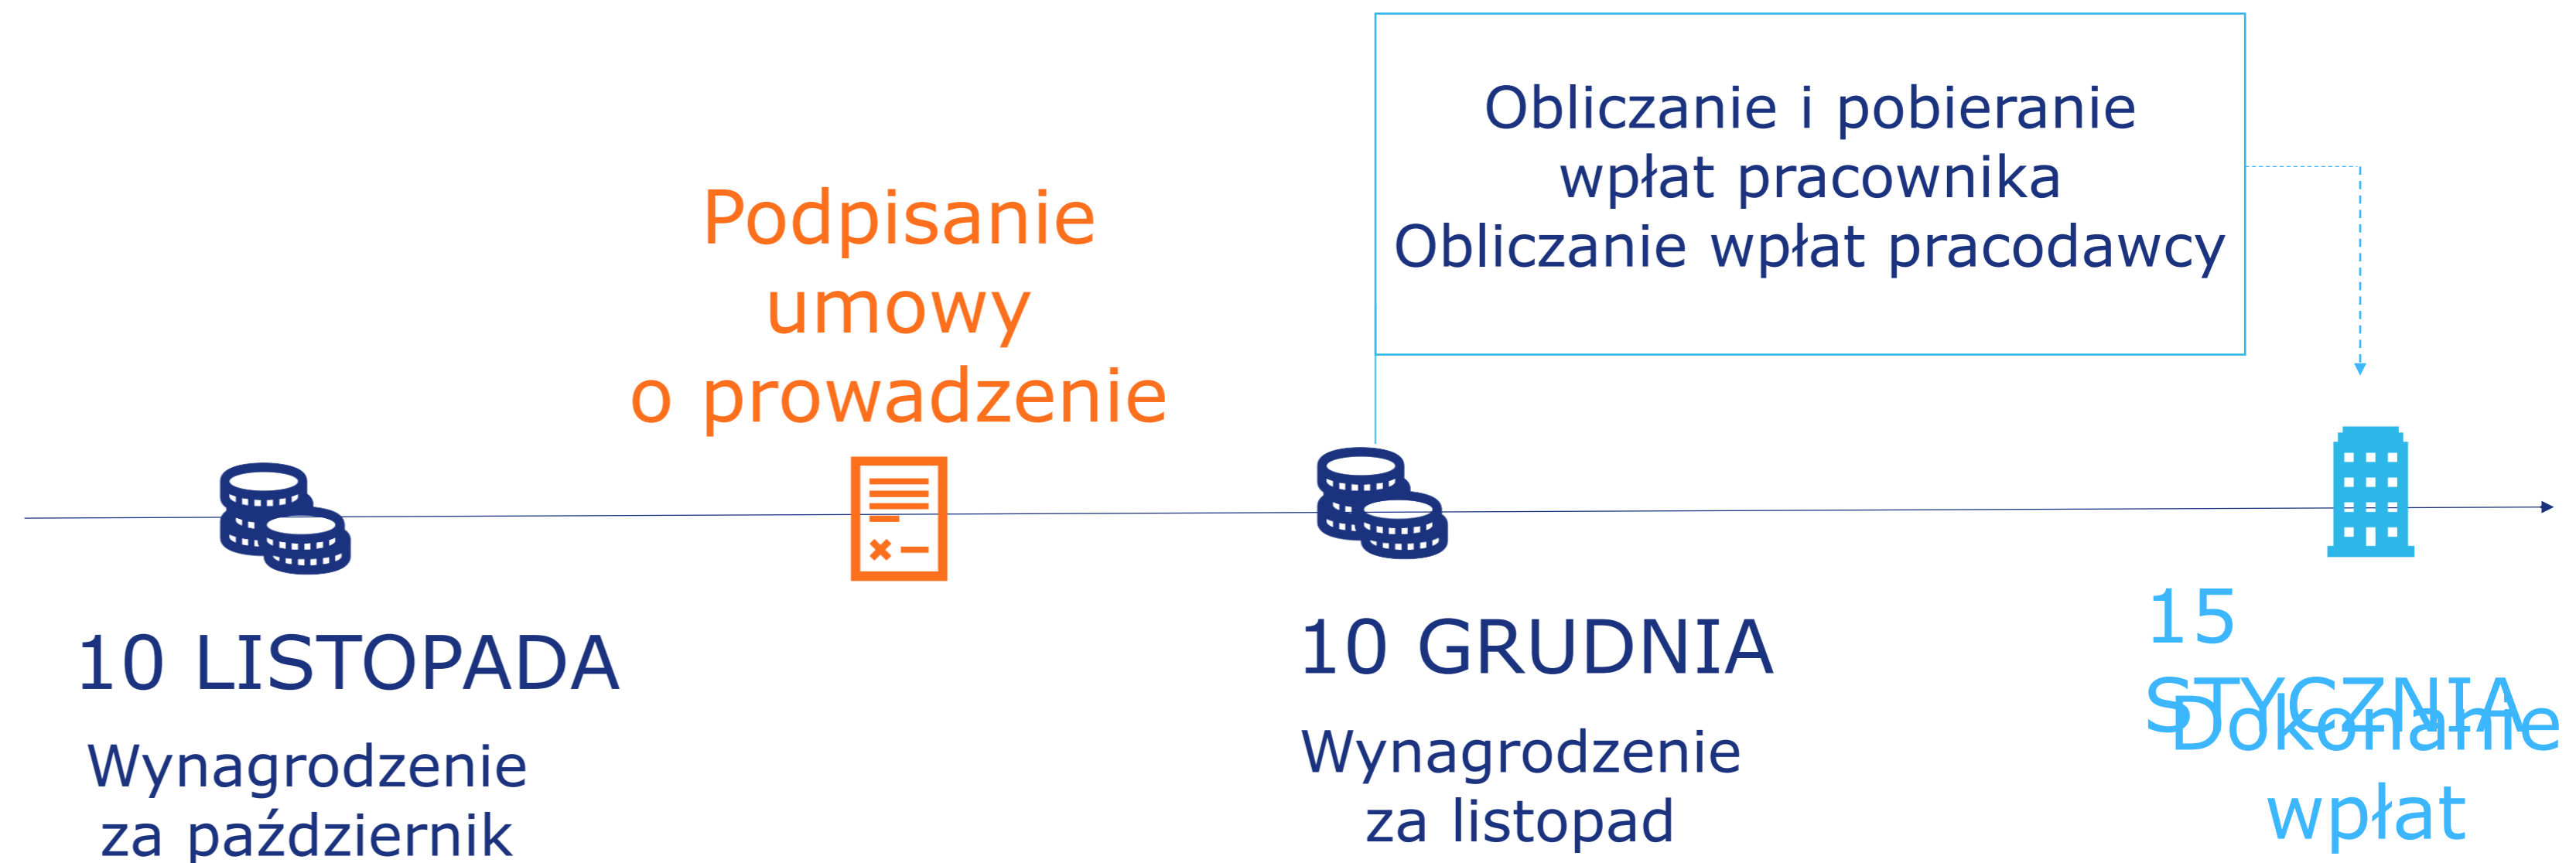 Obliczanie i pobieranie
wpłat pracownika
Obliczanie wpłat pracodawcy
Podpisanie
umowy
o prowadzenie
10 LISTOPADA
Wynagrodzenie
za październik
10 GRUDNIA
Wynagrodzenie
za listopad
15
STYCZNIA
Dokonanie
wpłat